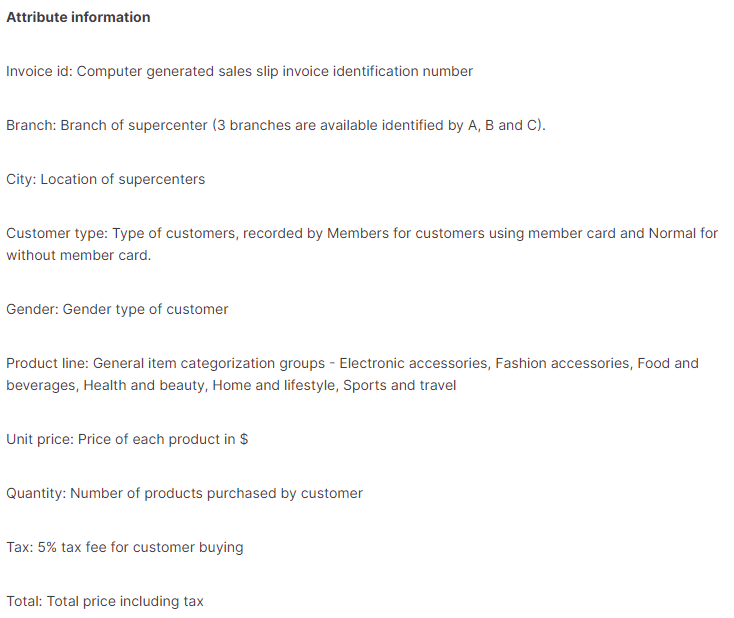 Attribute information
Invoice id: Computer generated sales slip invoice identification number
Branch: Branch of supercenter (3 branches are available identified by A, B and C).
City: Location of supercenters
Customer type: Type of customers, recorded by Members for customers using member card and Normal for
without member card.
Gender: Gender type of customer
Product line: General item categorization groups - Electronic accessories, Fashion accessories, Food and
beverages, Health and beauty, Home and lifestyle, Sports and travel
Unit price: Price of each product in $
Quantity: Number of products purchased by customer
Tax: 5% tax fee for customer buying
Total: Total price including tax